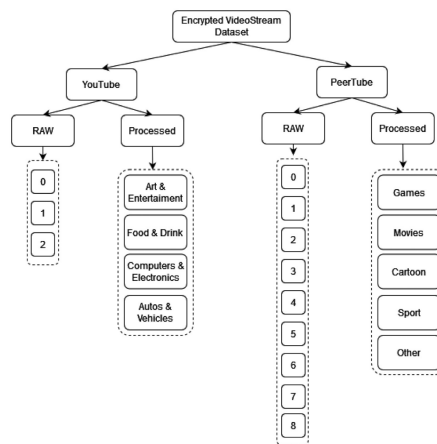 Encrypted VideoStream
Dataset
YouTube
PeerTube
RAW
Processed
RAW
Processed
0
1
2
Art &
Entertaiment
Food & Drink
Computers &
Electronics
Autos &
Vehicles
0
1
2
3
4
5
6
7
8
Games
Movies
Cartoon
Sport
Other